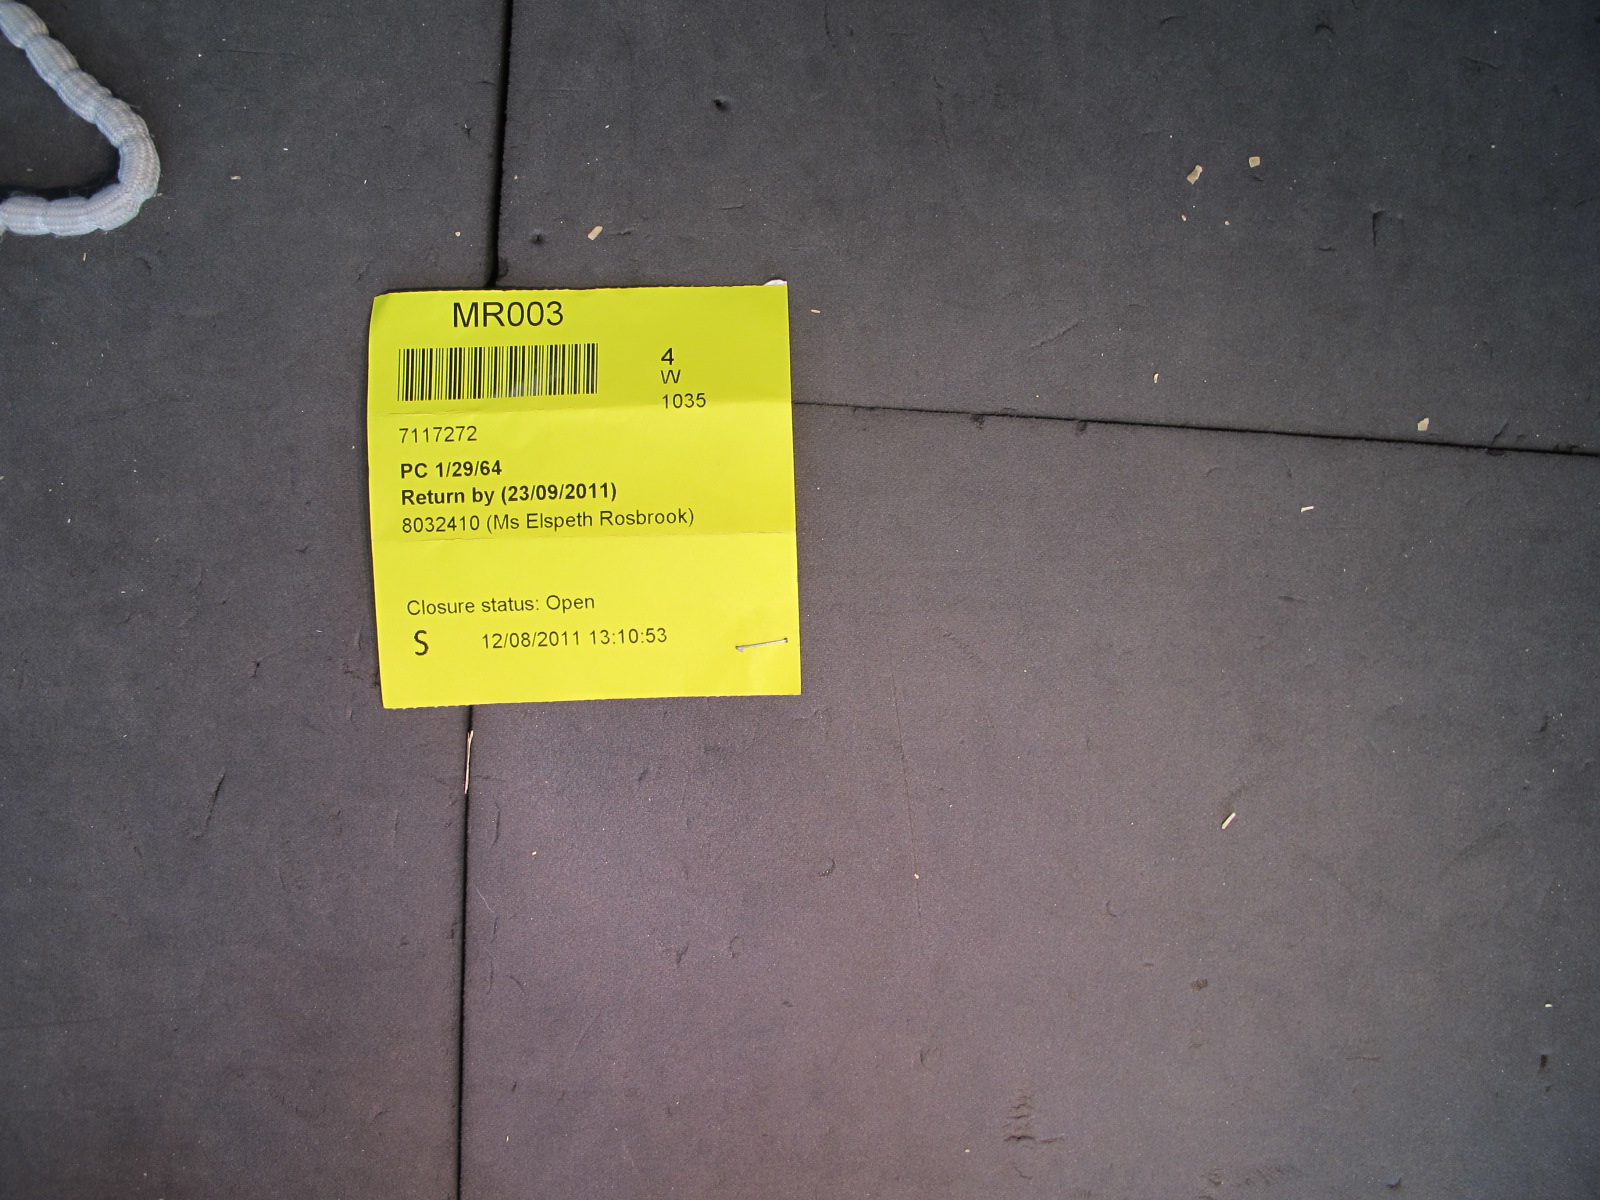 MR003
4
W
1035
7117272
PC 1/29/64
Return by (23/09/2011)
8032410 (Ms Elspeth Rosbrook)
Closure status: Open
S 12/08/2011 13:10:53